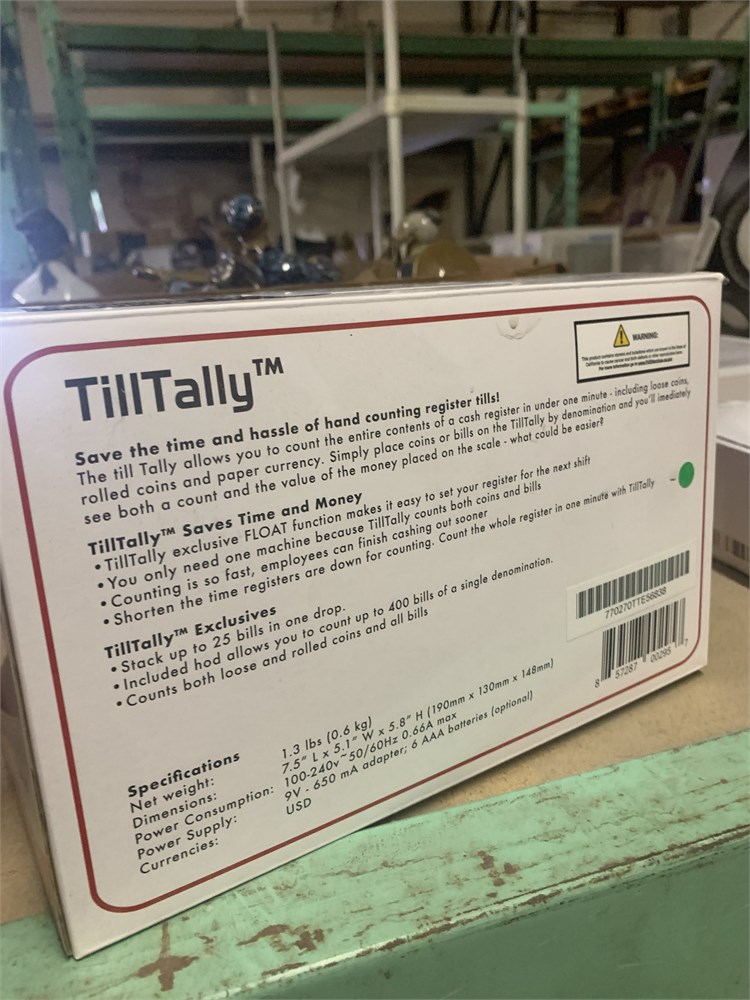 TillTally™
WARNING:
Save the time and hassle of hand counting register tills!
The till Tally allows you to count the entire contents of a cash register in under one minute - including loose coins,
rolled coins and paper currency. Simply place coins or bills on the TillTally by denomination and you'll imediately
see both a count and the value of the money placed on the scale - what could be easier?
TillTally™ Saves Time and Money
• TillTally exclusive FLOAT function makes it easy to set your register for the next shift
• You only need one machine because TillTally counts both coins and bills
• Counting is so fast, employees can finish cashing out sooner
• Shorten the time registers are down for counting. Count the whole register in one minute with TillTally
TillTally™ Exclusives
• Stack up to 25 bills in one drop.
• Included hod allows you to count up to 400 bills of a single denomination.
• Counts both loose and rolled coins and all bills
770270TTE56838
8 57287 00295 7
Specifications
Net weight: 1.3 lbs (0.6 kg)
Dimensions: 7.5" L x 5.1" W x 5.8" H (190mm x 130mm x 148mm)
Power Consumption: 100-240v ~ 50/60Hz 0.66A max
Power Supply: 9V - 650 mA adapter; 6 AAA batteries (optional)
Currencies: USD